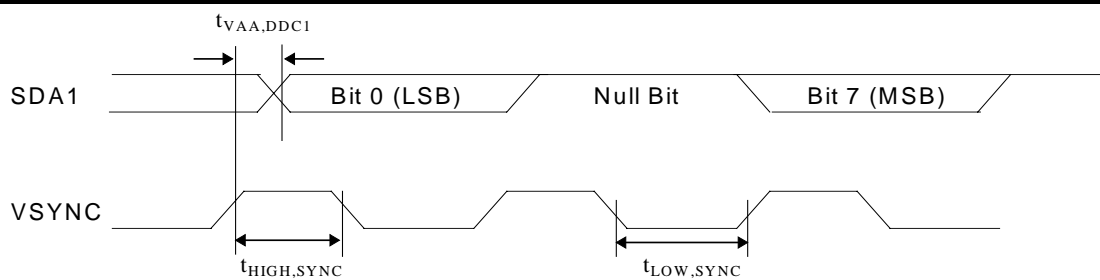 tVAA,DDC1
SDA1
Bit 0 (LSB)
Null Bit
Bit 7 (MSB)
VSYNC
tHIGH,SYNC
tLOW,SYNC